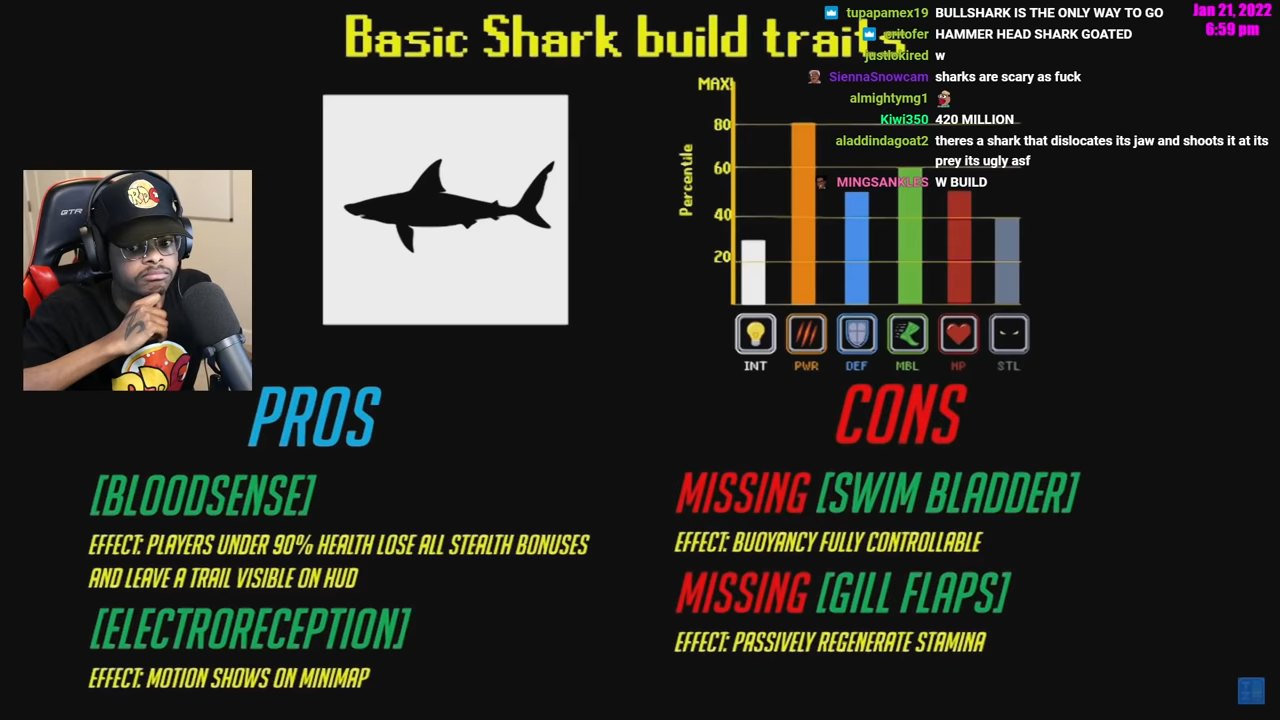 Basic Shark build traits
Jan 21, 2022
6:59 pm
tupapamex19 BULLSHARK IS THE ONLY WAY TO GO
pritofer HAMMER HEAD SHARK GOATED
justickired w
SiennaSnowcam sharks are scary as fuck
almightymg1
Kiwi350 420 MILLION
aladdindagoat2 theres a shark that dislocates its jaw and shoots it at its
prey its ugly asf
MINGSANKLES W BUILD
MAX!
80
60
40
20
Percentile
INT PWR DEF MBL HP STL
GTR
PROS
[BLOODSENSE]
EFFECT: PLAYERS UNDER 90% HEALTH LOSE ALL STEALTH BONUSES
AND LEAVE A TRAIL VISIBLE ON HUD
[ELECTRORECEPTION]
EFFECT: MOTION SHOWS ON MINIMAP
CONS
MISSING [SWIM BLADDER]
EFFECT: BUOYANCY FULLY CONTROLLABLE
MISSING [GILL FLAPS]
EFFECT: PASSIVELY REGENERATE STAMINA